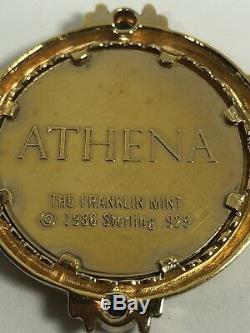 ATHENA
THE FRANKLIN MINT
© 1986 Sterling .925